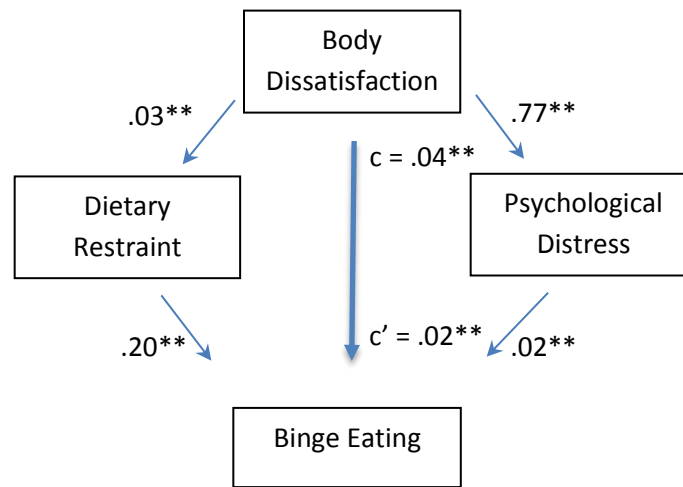 Body
Dissatisfaction
.03**
.77**
c = .04**
Dietary
Restraint
Psychological
Distress
.20**
c’ = .02**
.02**
Binge Eating